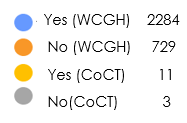 Yes (WCGH) 2284
No (WCGH) 729
Yes (CoCT) 11
No(CoCT) 3